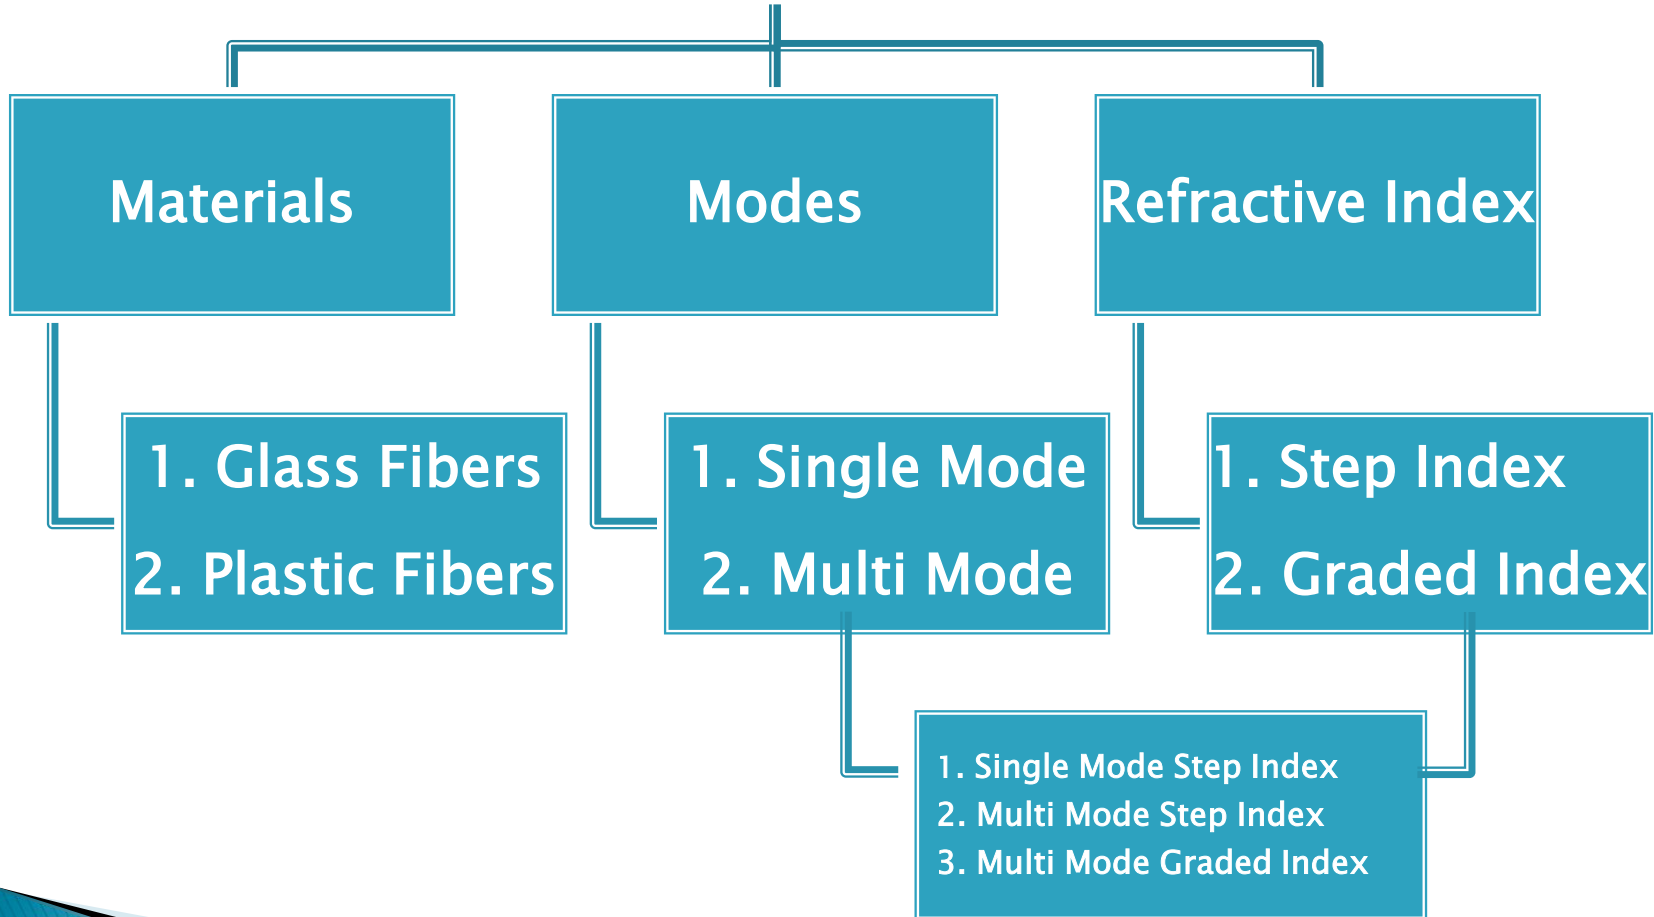 Materials
Modes
Refractive Index
1. Glass Fibers
2. Plastic Fibers
1. Single Mode
2. Multi Mode
1. Step Index
2. Graded Index
1. Single Mode Step Index
2. Multi Mode Step Index
3. Multi Mode Graded Index